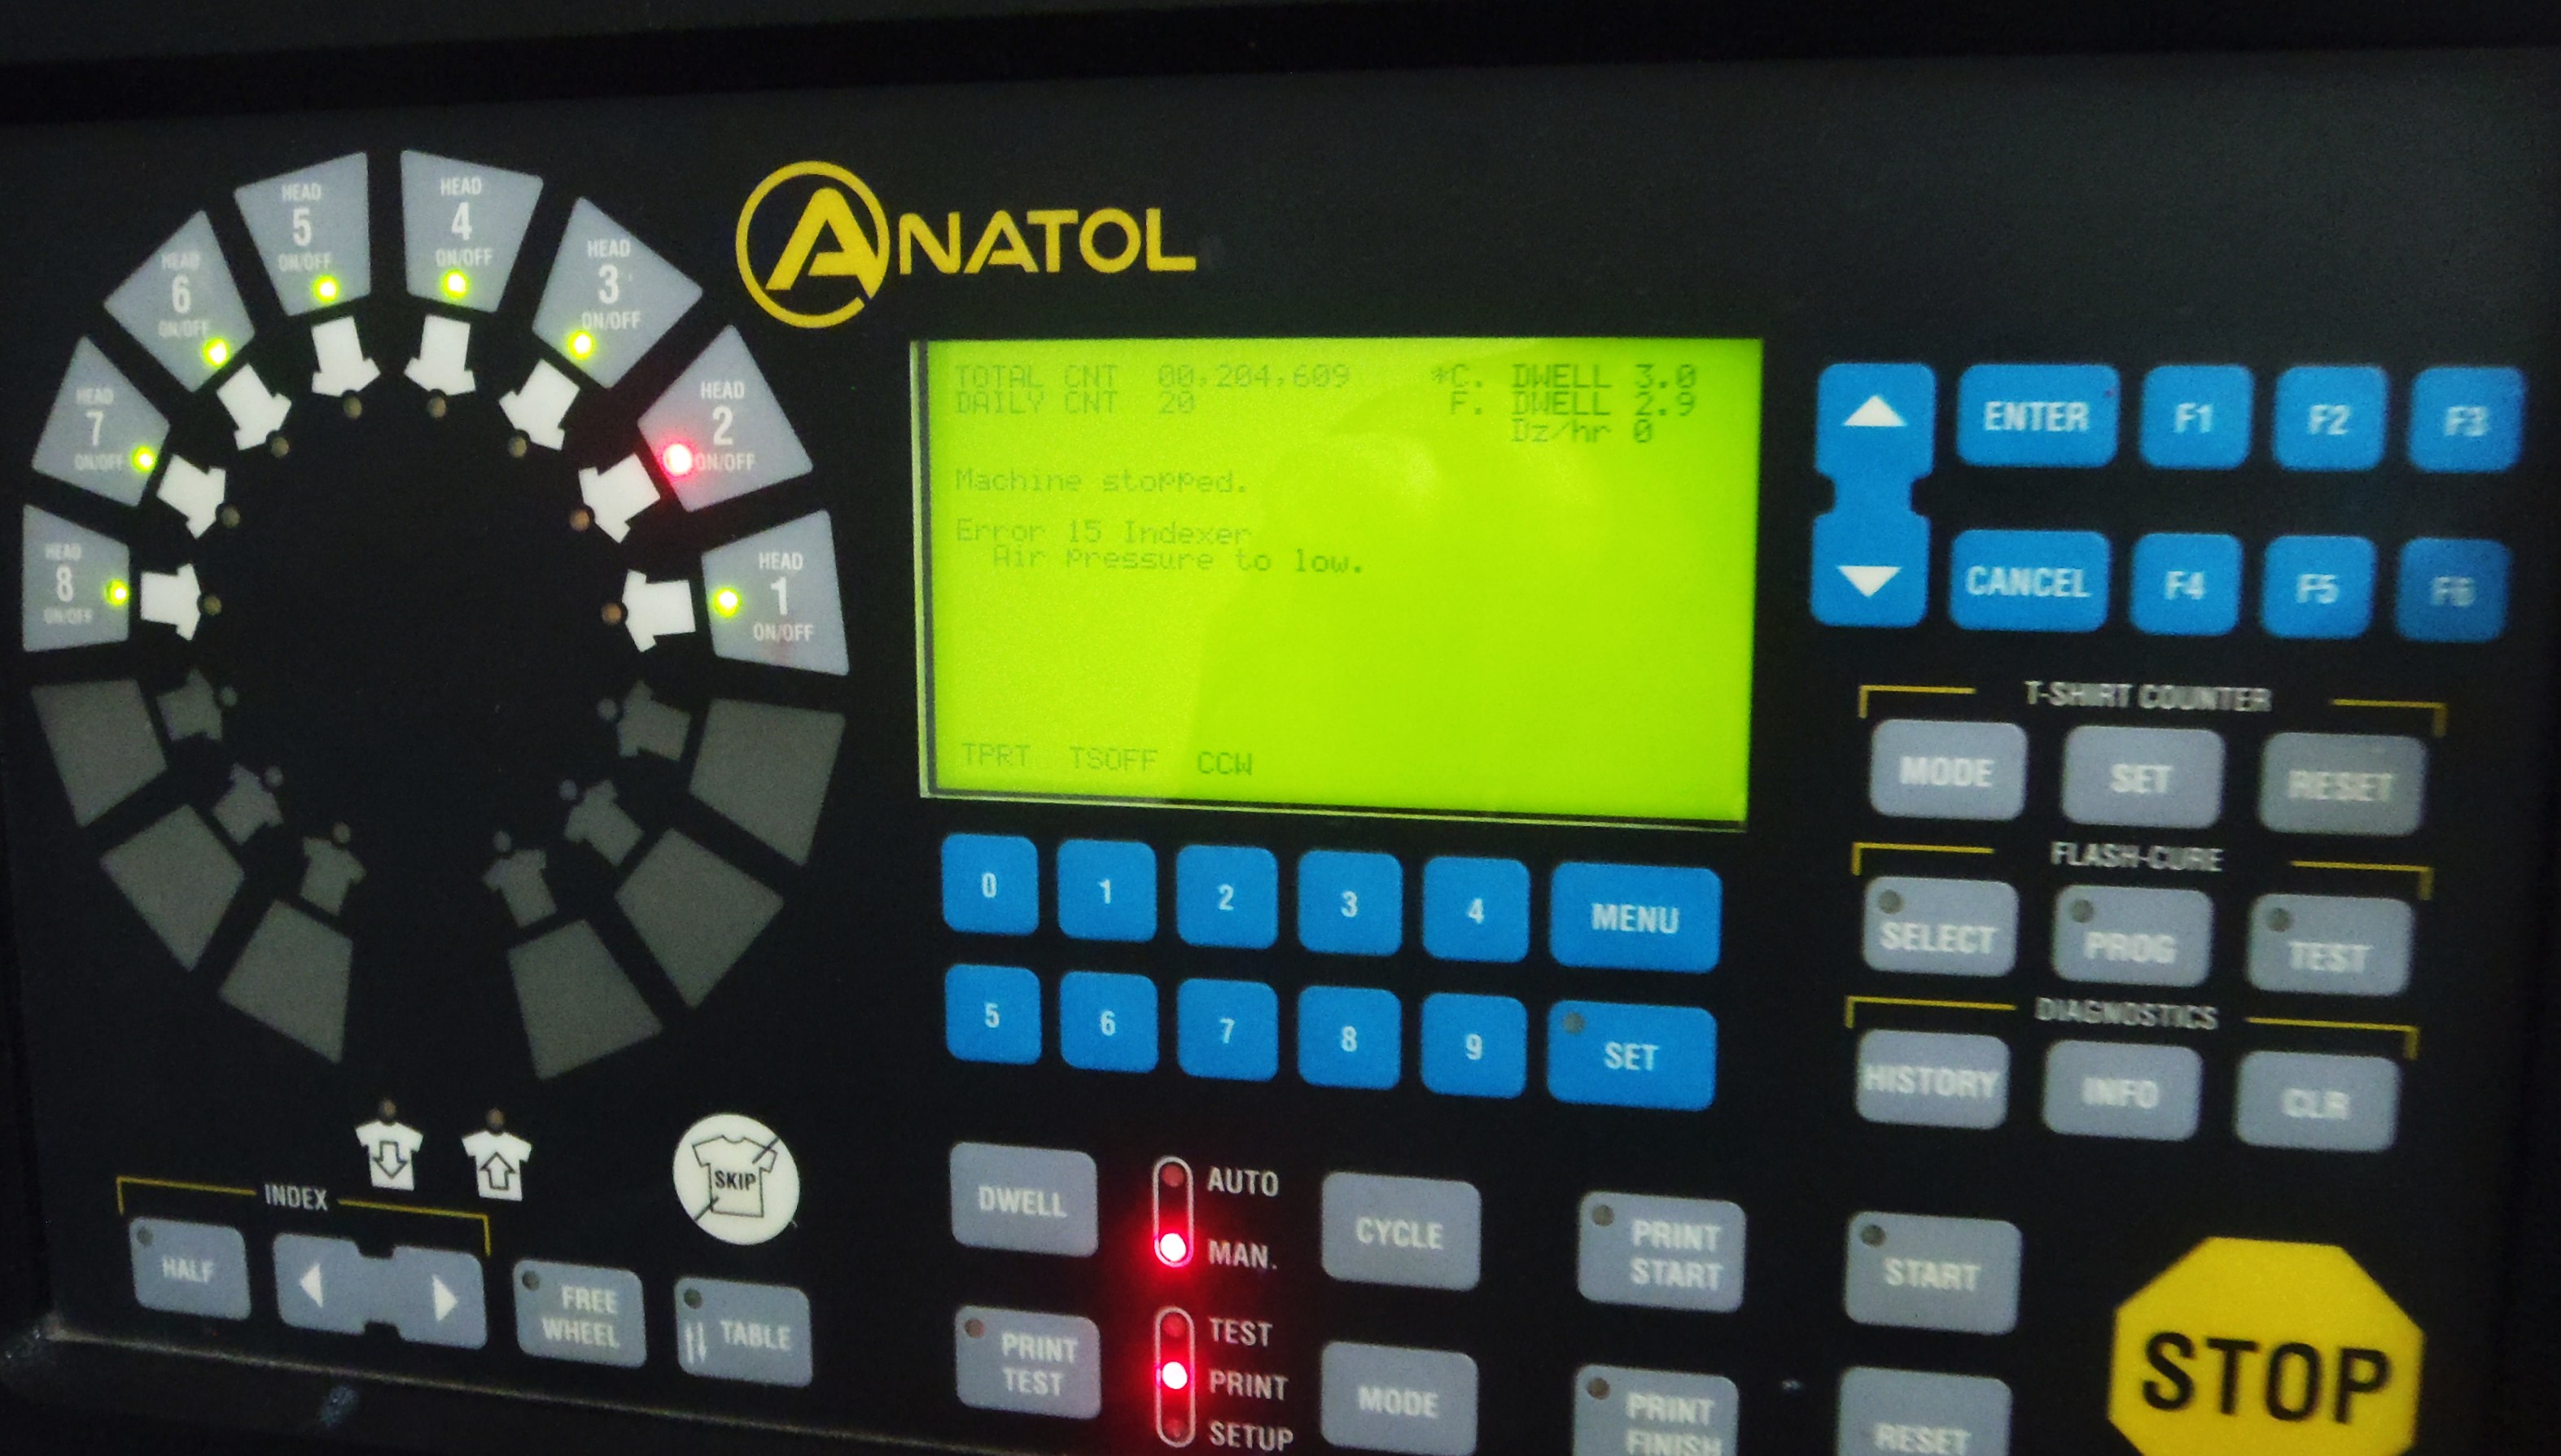 HEAD
5
ON/OFF
HEAD
4
ON/OFF
HEAD
6
ON/OFF
HEAD
3
ON/OFF
HEAD
7
ON/OFF
HEAD
2
ON/OFF
HEAD
8
ON/OFF
HEAD
1
ON/OFF
ANATOL
TOTAL CNT 00,204,609 *C. DWELL 3.0
DAILY CNT 20 F. DWELL 2.9
Dz/hr 0
Machine stopped.
Error 15 Indexer
Air Pressure to low.
TPRT TSOFF CCW
ENTER F1 F2 F3
CANCEL F4 F5 F6
T-SHIRT COUNTER
MODE SET RESET
FLASH-CURE
SELECT PROG TEST
DIAGNOSTICS
HISTORY INFO CLR
0 1 2 3 4 MENU
5 6 7 8 9 SET
INDEX
HALF
FREE
WHEEL
SKIP
TABLE
DWELL
AUTO
MAN.
CYCLE
PRINT
START
START
PRINT
TEST
TEST
PRINT
SETUP
MODE
PRINT
FINISH
RESET
STOP